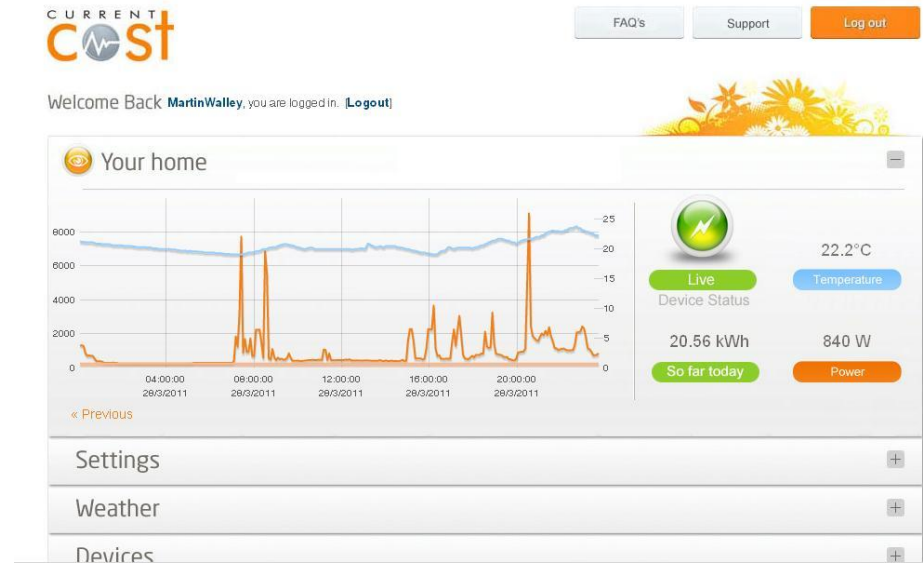 CURRENT
cost
FAQ's
Support
Log out
Welcome Back MartinWalley, you are logged in. [Logout]
Your home
8000
6000
4000
2000
0
25
20
15
10
5
0
04:00:00
28/3/2011
08:00:00
28/3/2011
12:00:00
28/3/2011
16:00:00
28/3/2011
20:00:00
28/3/2011
« Previous
Live
Device Status
22.2°C
Temperature
20.56 kWh
So far today
840 W
Power
Settings
Weather
Devices